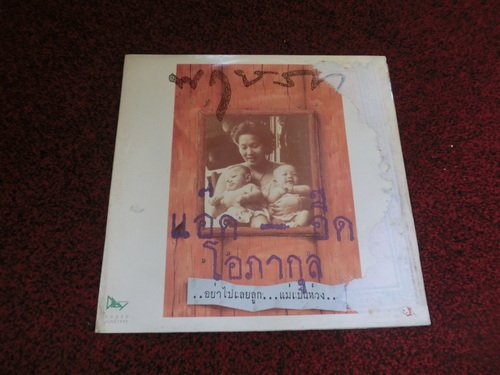 พฤษภา
แอ๊ด - อ๊ด
โอภากุล
..อย่าไปเลยลูก...แม่เป็นห่วง..